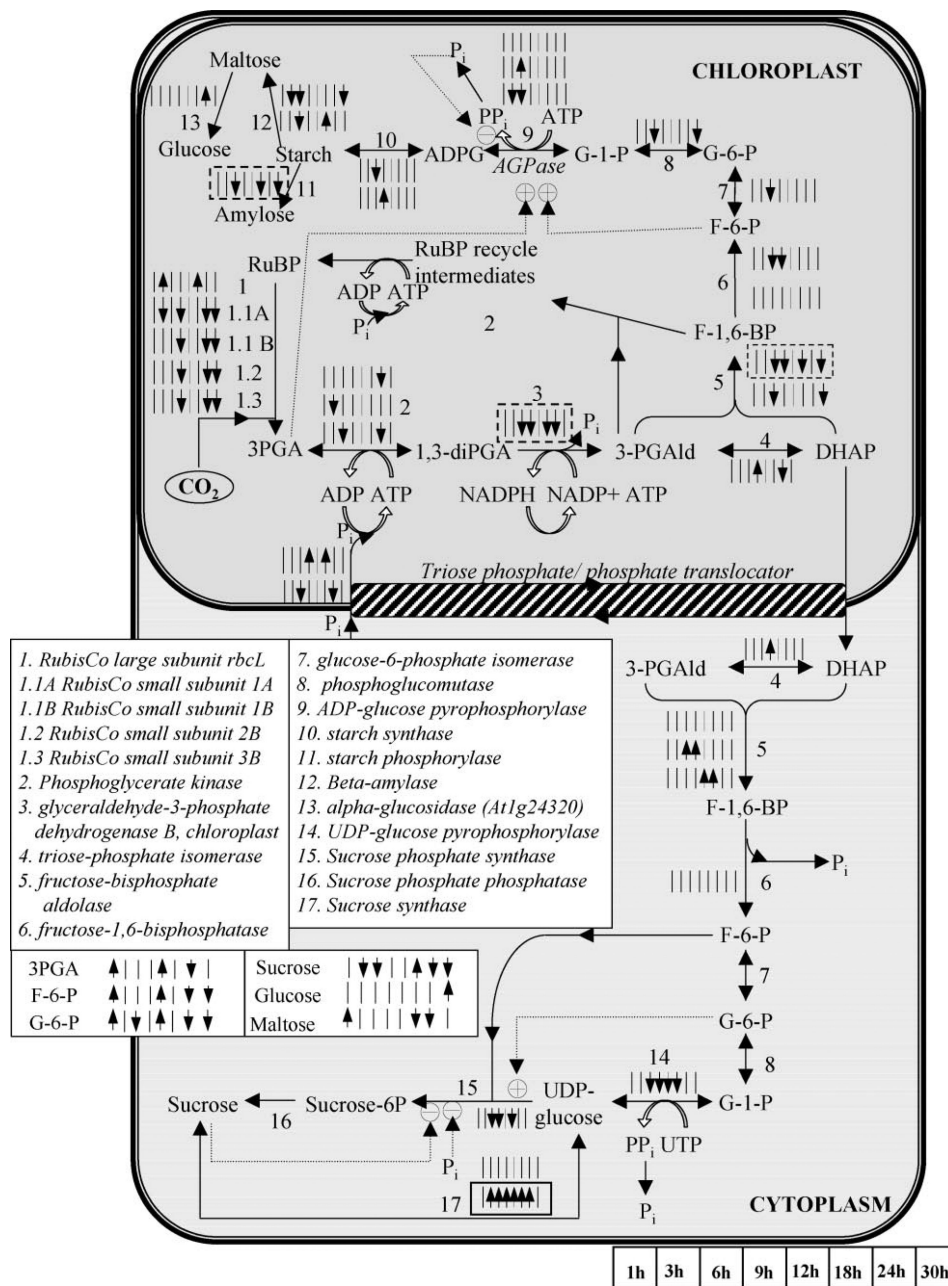 CHLOROPLAST
Maltose
13
12
Glucose
Starch
11
Amylose
10
ADPG
Pi
PPi
ATP
9
AGPase
G-1-P
8
G-6-P
7
F-6-P
6
F-1,6-BP
5
RuBP
RuBP recycle
intermediates
ADP ATP
Pi
2
1
1.1A
1.1 B
1.2
1.3
CO2
3PGA
2
1,3-diPGA
3
Pi
3-PGAld
4
DHAP
ADP ATP
Pi
NADPH NADP+ ATP
Triose phosphate/ phosphate translocator
Pi
1. RubisCo large subunit rbcL
1.1A RubisCo small subunit 1A
1.1B RubisCo small subunit 1B
1.2 RubisCo small subunit 2B
1.3 RubisCo small subunit 3B
2. Phosphoglycerate kinase
3. glyceraldehyde-3-phosphate
dehydrogenase B, chloroplast
4. triose-phosphate isomerase
5. fructose-bisphosphate
aldolase
6. fructose-1,6-bisphosphatase
7. glucose-6-phosphate isomerase
8. phosphoglucomutase
9. ADP-glucose pyrophosphorylase
10. starch synthase
11. starch phosphorylase
12. Beta-amylase
13. alpha-glucosidase (At1g24320)
14. UDP-glucose pyrophosphorylase
15. Sucrose phosphate synthase
16. Sucrose phosphate phosphatase
17. Sucrose synthase
3PGA
F-6-P
G-6-P
Sucrose
Glucose
Maltose
3-PGAld
4
DHAP
5
F-1,6-BP
Pi
6
F-6-P
7
G-6-P
8
G-1-P
14
PPi UTP
Pi
UDP-
glucose
15
Sucrose-6P
16
Sucrose
Pi
17
CYTOPLASM
1h 3h 6h 9h 12h 18h 24h 30h